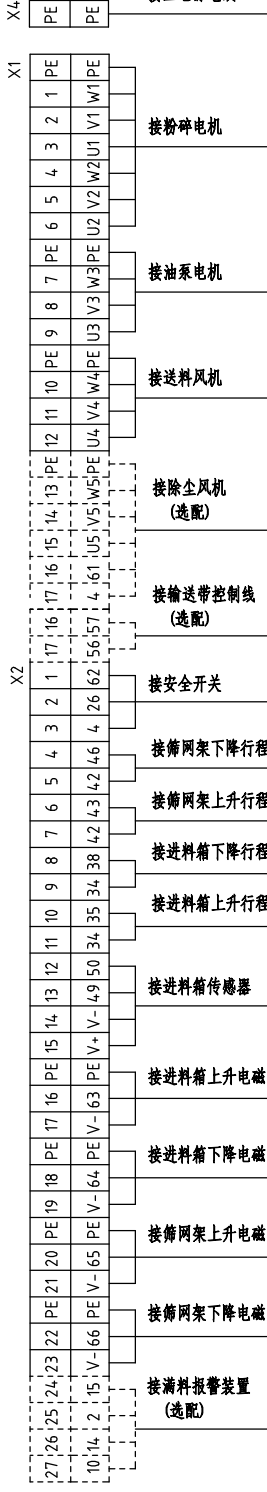 X4 PE PE
X1 PE PE
1 W1
2 V1
接粉碎电机
3 U1
4 W2
5 V2
6 U2
PE PE
接油泵电机
7 W3
8 V3
9 U3
PE PE
接送料风机
10 W4
11 V4
12 U4
PE PE
接除尘风机
13 W5
(选配)
14 V5
15 U5
16 61
17 4
接输送带控制线
16 57
(选配)
17 56
X2
1 62
接安全开关
2 26
3 4
4 46
接筛网架下降行程
5 42
6 43
接筛网架上升行程
7 42
8 38
接进料箱下降行程
9 34
10 35
接进料箱上升行程
11 34
12 50
接进料箱传感器
13 49
14 V-
15 V+
PE PE
接进料箱上升电磁
16 63
17 V-
PE PE
接进料箱下降电磁
18 64
19 V-
PE PE
接筛网架上升电磁
20 65
21 V-
PE PE
接筛网架下降电磁
22 66
23 V-
24 15
接满料报警装置
25 2
(选配)
26 14
27 10